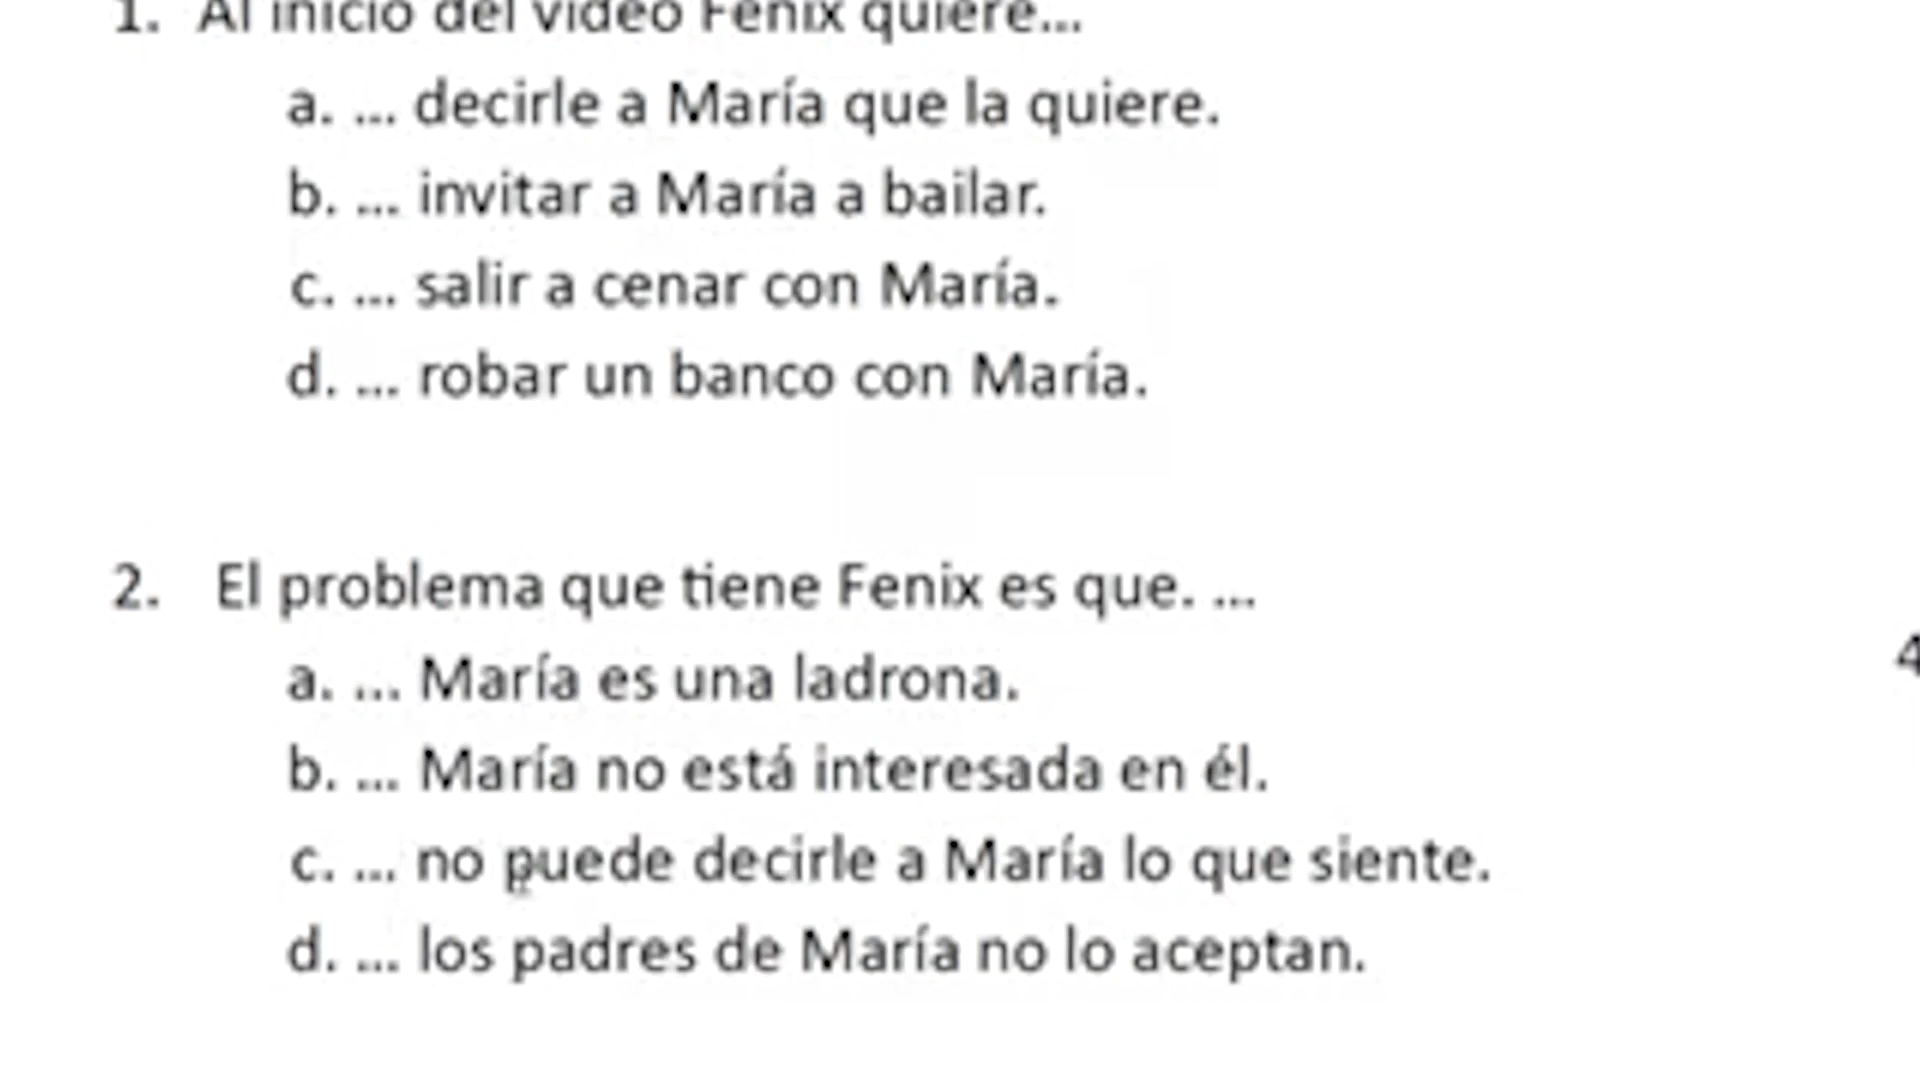 1. Al inicio del video Fenix quiere...
a. ... decirle a María que la quiere.
b. ... invitar a María a bailar.
c. ... salir a cenar con María.
d. ... robar un banco con María.
2. El problema que tiene Fenix es que. ...
a. ... María es una ladrona.
b. ... María no está interesada en él.
c. ... no puede decirle a María lo que siente.
d. ... los padres de María no lo aceptan.
4